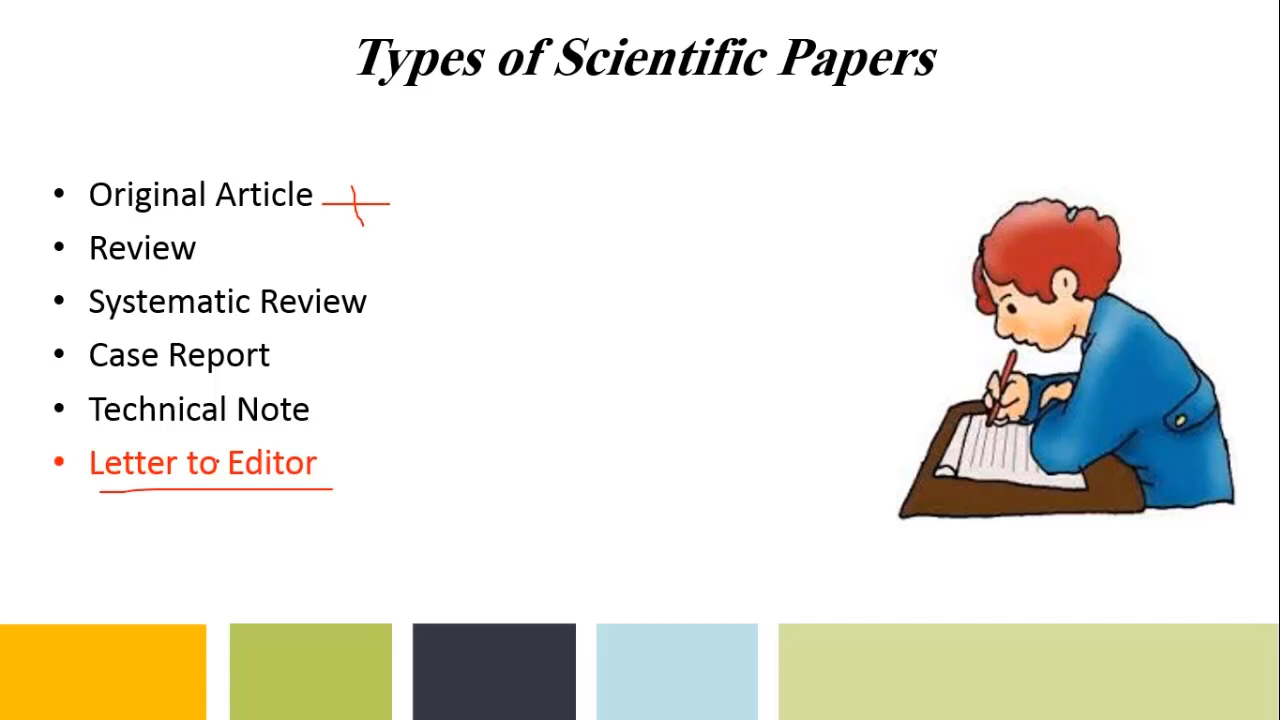 Types of Scientific Papers
• Original Article
• Review
• Systematic Review
• Case Report
• Technical Note
• Letter to Editor